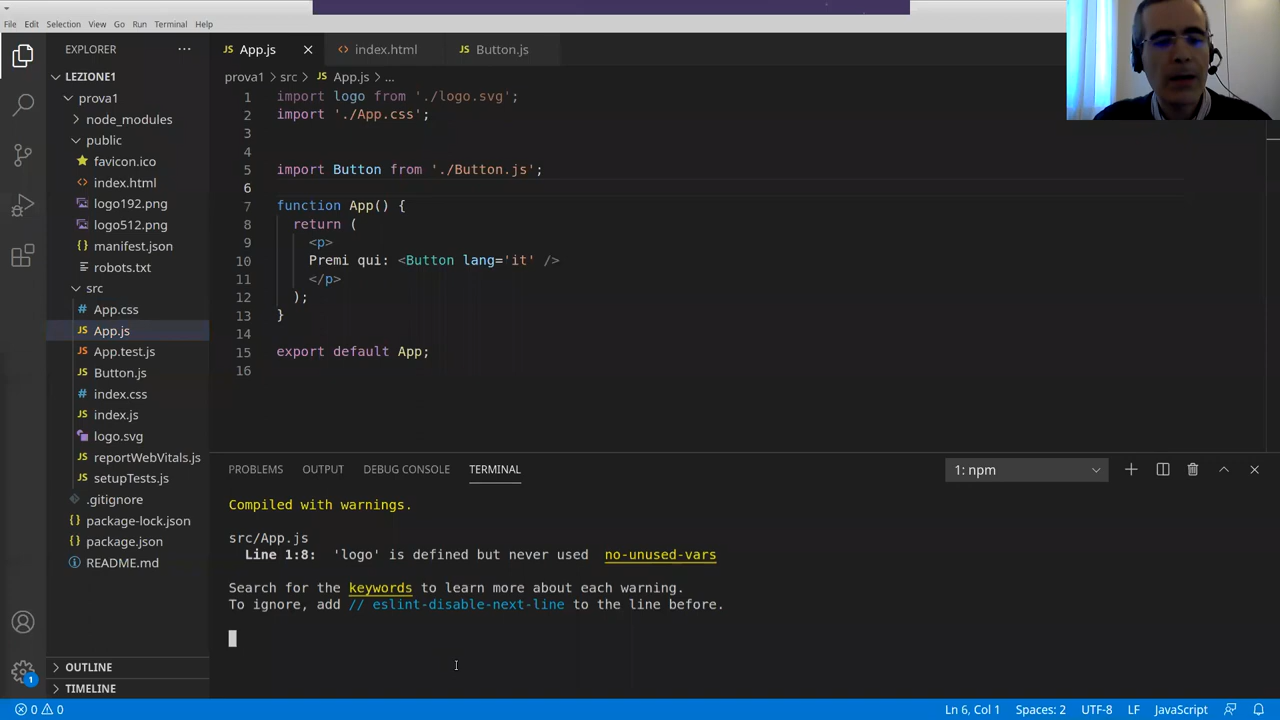 File Edit Selection View Go Run Terminal Help
EXPLORER
LEZIONE1
prova1
node_modules
public
favicon.ico
index.html
logo192.png
logo512.png
manifest.json
robots.txt
src
App.css
App.js
App.test.js
Button.js
index.css
index.js
logo.svg
reportWebVitals.js
setupTests.js
.gitignore
package-lock.json
package.json
README.md
OUTLINE
TIMELINE
JS App.js
index.html
JS Button.js
prova1 > src > JS App.js > ...
1 import logo from './logo.svg';
2 import './App.css';
3
4
5 import Button from './Button.js';
6
7 function App() {
8 return (
9 <p>
10 Premi qui: <Button lang='it' />
11 </p>
12 );
13 }
14
15 export default App;
16
PROBLEMS OUTPUT DEBUG CONSOLE TERMINAL
1: npm
Compiled with warnings.
src/App.js
Line 1:8: 'logo' is defined but never used no-unused-vars
Search for the keywords to learn more about each warning.
To ignore, add // eslint-disable-next-line to the line before.
0 0
Ln 6, Col 1 Spaces: 2 UTF-8 LF JavaScript